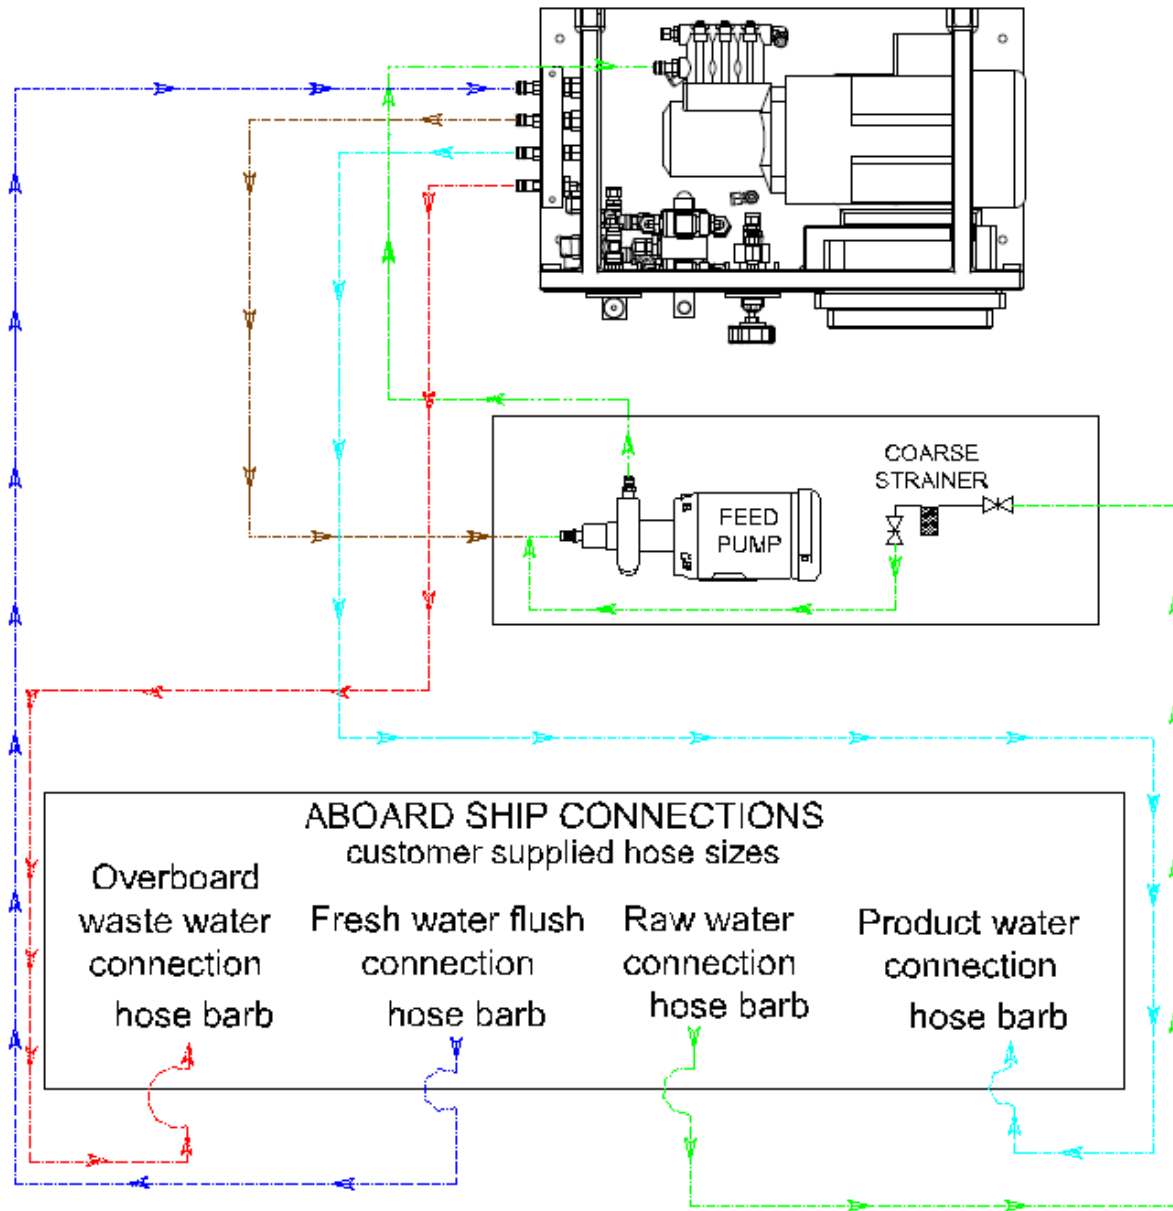 COARSE
STRAINER
FEED
PUMP
ABOARD SHIP CONNECTIONS
customer supplied hose sizes
Overboard
waste water
connection
hose barb
Fresh water flush
connection
hose barb
Raw water
connection
hose barb
Product water
connection
hose barb